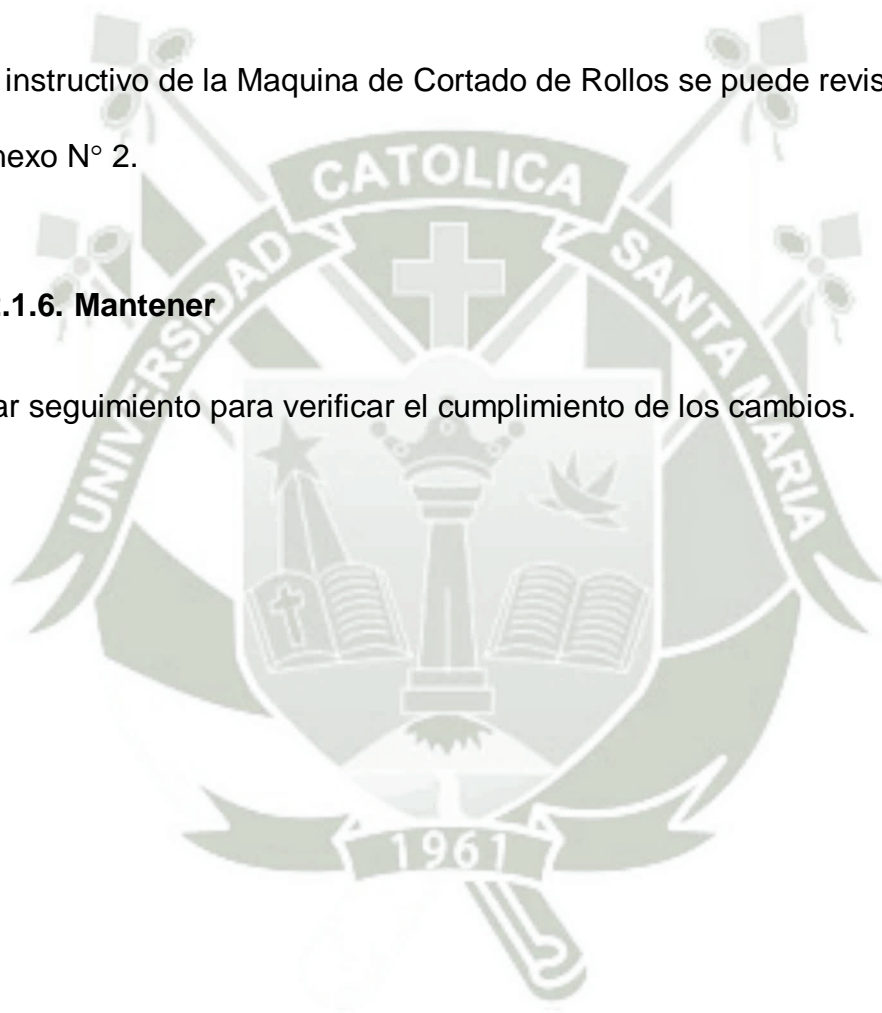 instructivo de la Maquina de Cortado de Rollos se puede revis
nexo N° 2.
.1.6. Mantener
ar seguimiento para verificar el cumplimiento de los cambios.
UNIVERSIDAD CATOLICA SANTA MARIA
1961